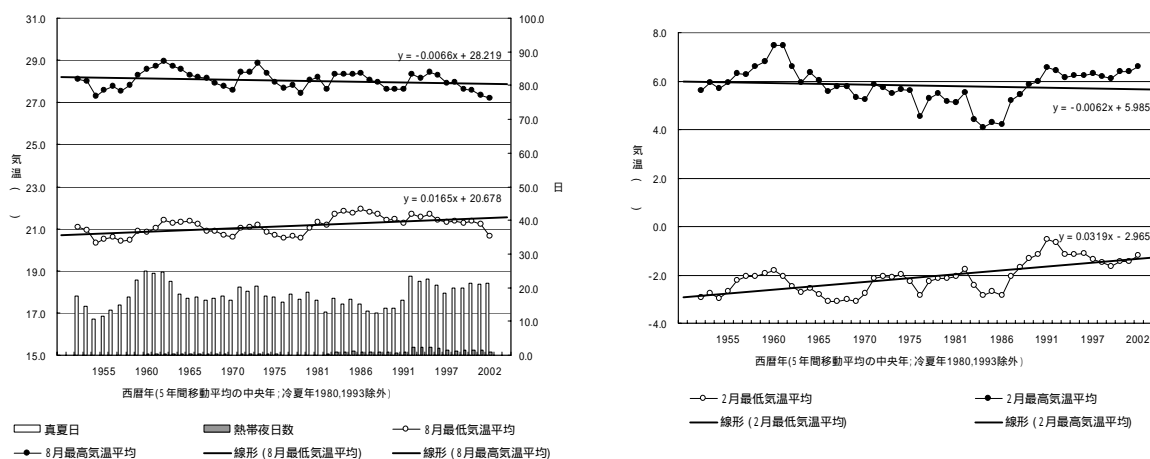 31.0
29.0
27.0
25.0
23.0
21.0
19.0
17.0
15.0
100.0
90.0
80.0
70.0
60.0
50.0
40.0
30.0
20.0
10.0
0.0
気温 (
日
y = -0.0066x + 28.219
y = 0.0165x + 20.678
1955 1960 1965 1970 1975 1980 1986 1991 1997 2002
西暦年(5年間移動平均の中央年;冷夏年1980,1993除外)
真夏日 熱帯夜日数 8月最低気温平均
8月最高気温平均 線形 (8月最低気温平均) 線形 (8月最高気温平均)
8.0
6.0
4.0
2.0
0.0
-2.0
-4.0
気温 (
y = -0.0062x + 5.985
y = 0.0319x - 2.965
1955 1960 1965 1970 1975 1981 1986 1991 1997 2002
西暦年(5年間移動平均の中央年;冷夏年1980,1993除外)
2月最低気温平均 2月最高気温平均
線形 (2月最低気温平均) 線形 (2月最高気温平均)